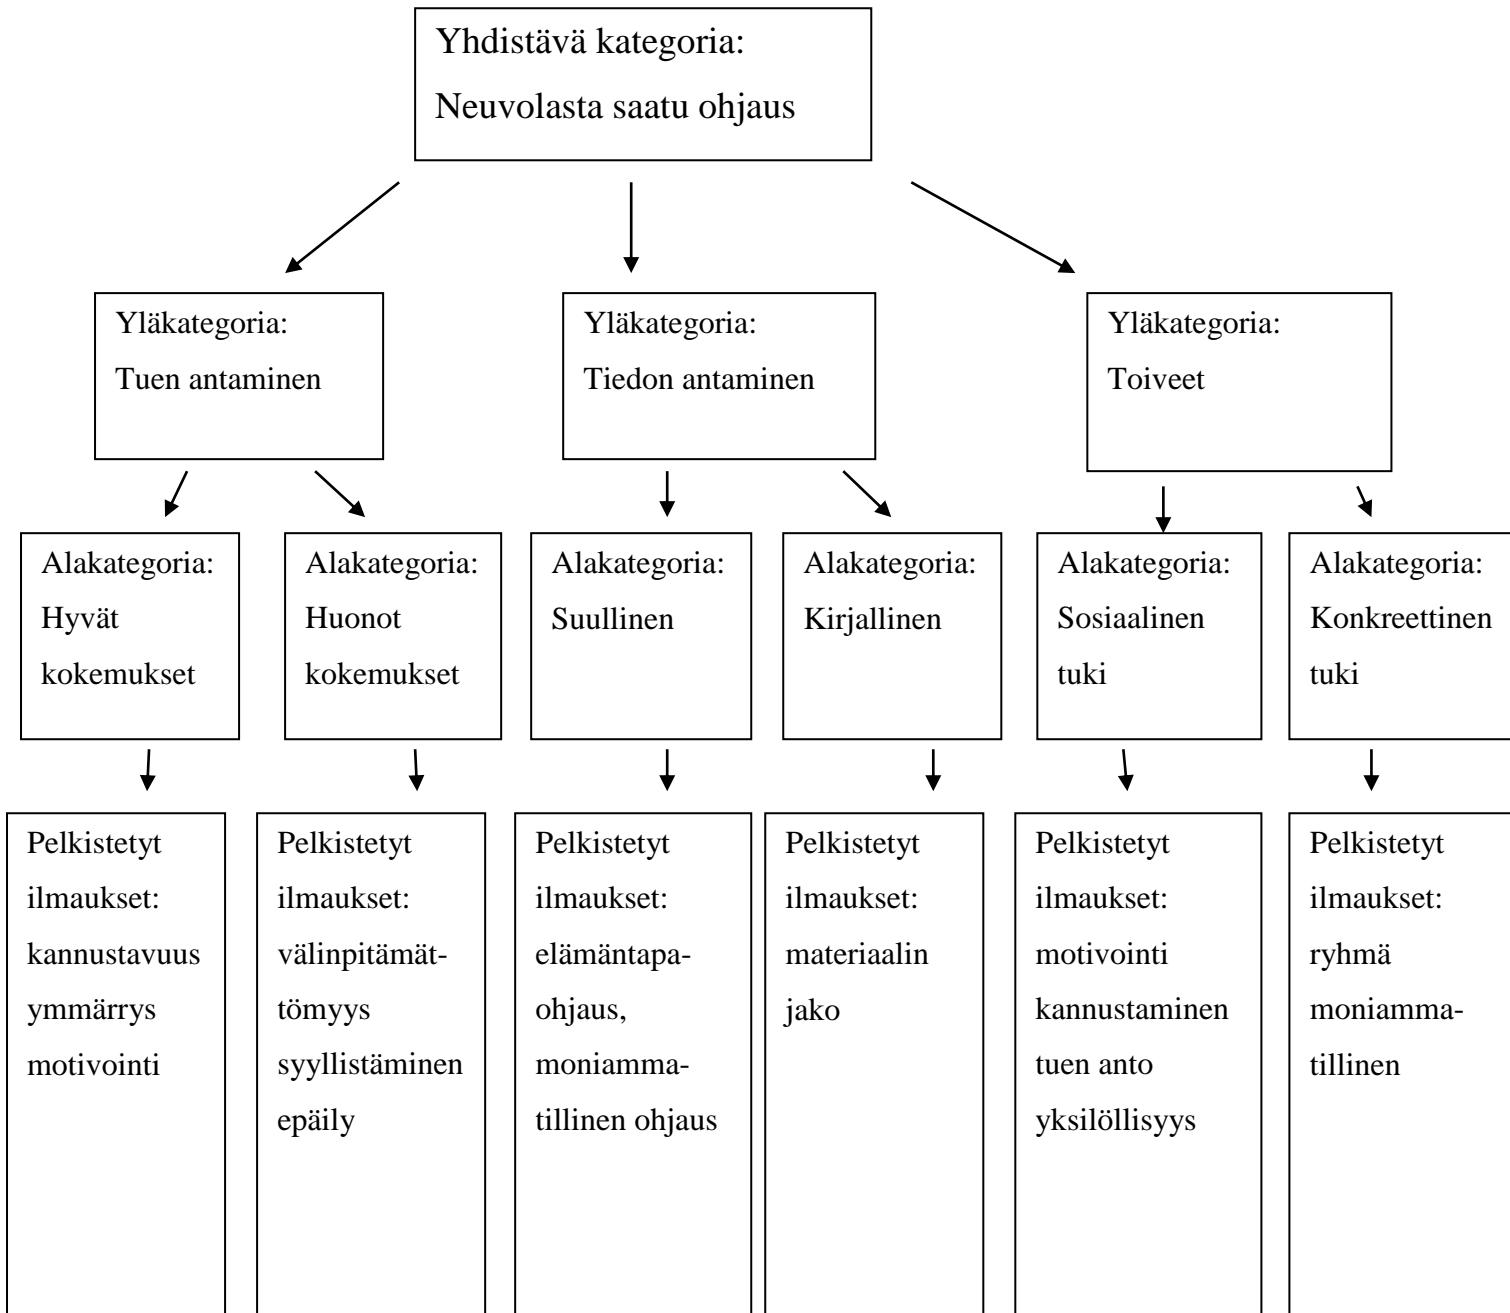 Yhdistävä kategoria:
Neuvolasta saatu ohjaus
Yläkategoria:
Tuen antaminen
Yläkategoria:
Tiedon antaminen
Yläkategoria:
Toiveet
Alakategoria:
Hyvät
kokemukset
Alakategoria:
Huonot
kokemukset
Alakategoria:
Suullinen
Alakategoria:
Kirjallinen
Alakategoria:
Sosiaalinen
tuki
Alakategoria:
Konkreettinen
tuki
Pelkistetyt
ilmaukset:
kannustavuus
ymmärrys
motivointi
Pelkistetyt
ilmaukset:
välinpitämät-
tömyys
syyllistäminen
epäily
Pelkistetyt
ilmaukset:
elämäntapa-
ohjaus,
moniamma-
tillinen ohjaus
Pelkistetyt
ilmaukset:
materiaalin
jako
Pelkistetyt
ilmaukset:
motivointi
kannustaminen
tuen anto
yksilöllisyys
Pelkistetyt
ilmaukset:
ryhmä
moniamma-
tillinen